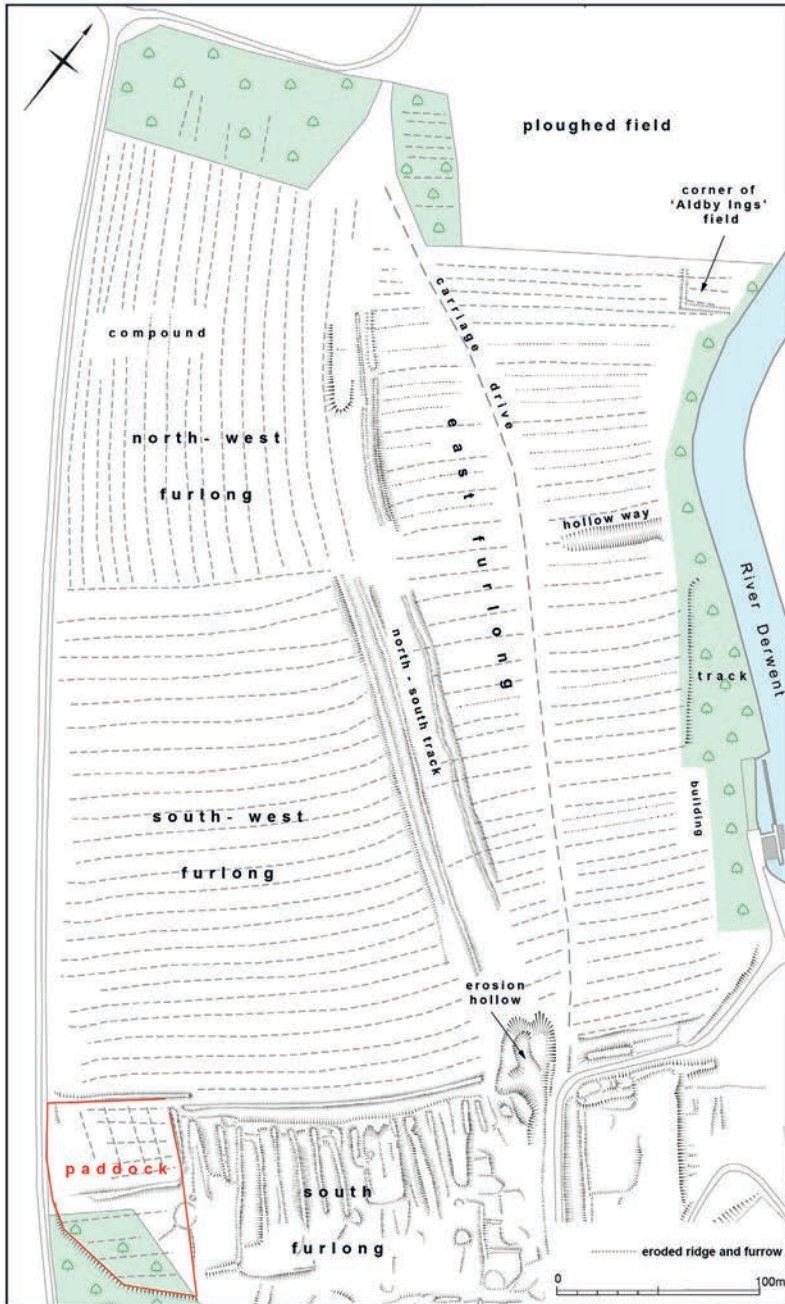 ploughed field
corner of
'Aldby Ings'
field
carriage drive
compound
north- west
furlong
east furlong
hollow way
River Derwent
north - south track
track
building
south- west
furlong
erosion
hollow
paddock
south
furlong
eroded ridge and furrow
0 100m